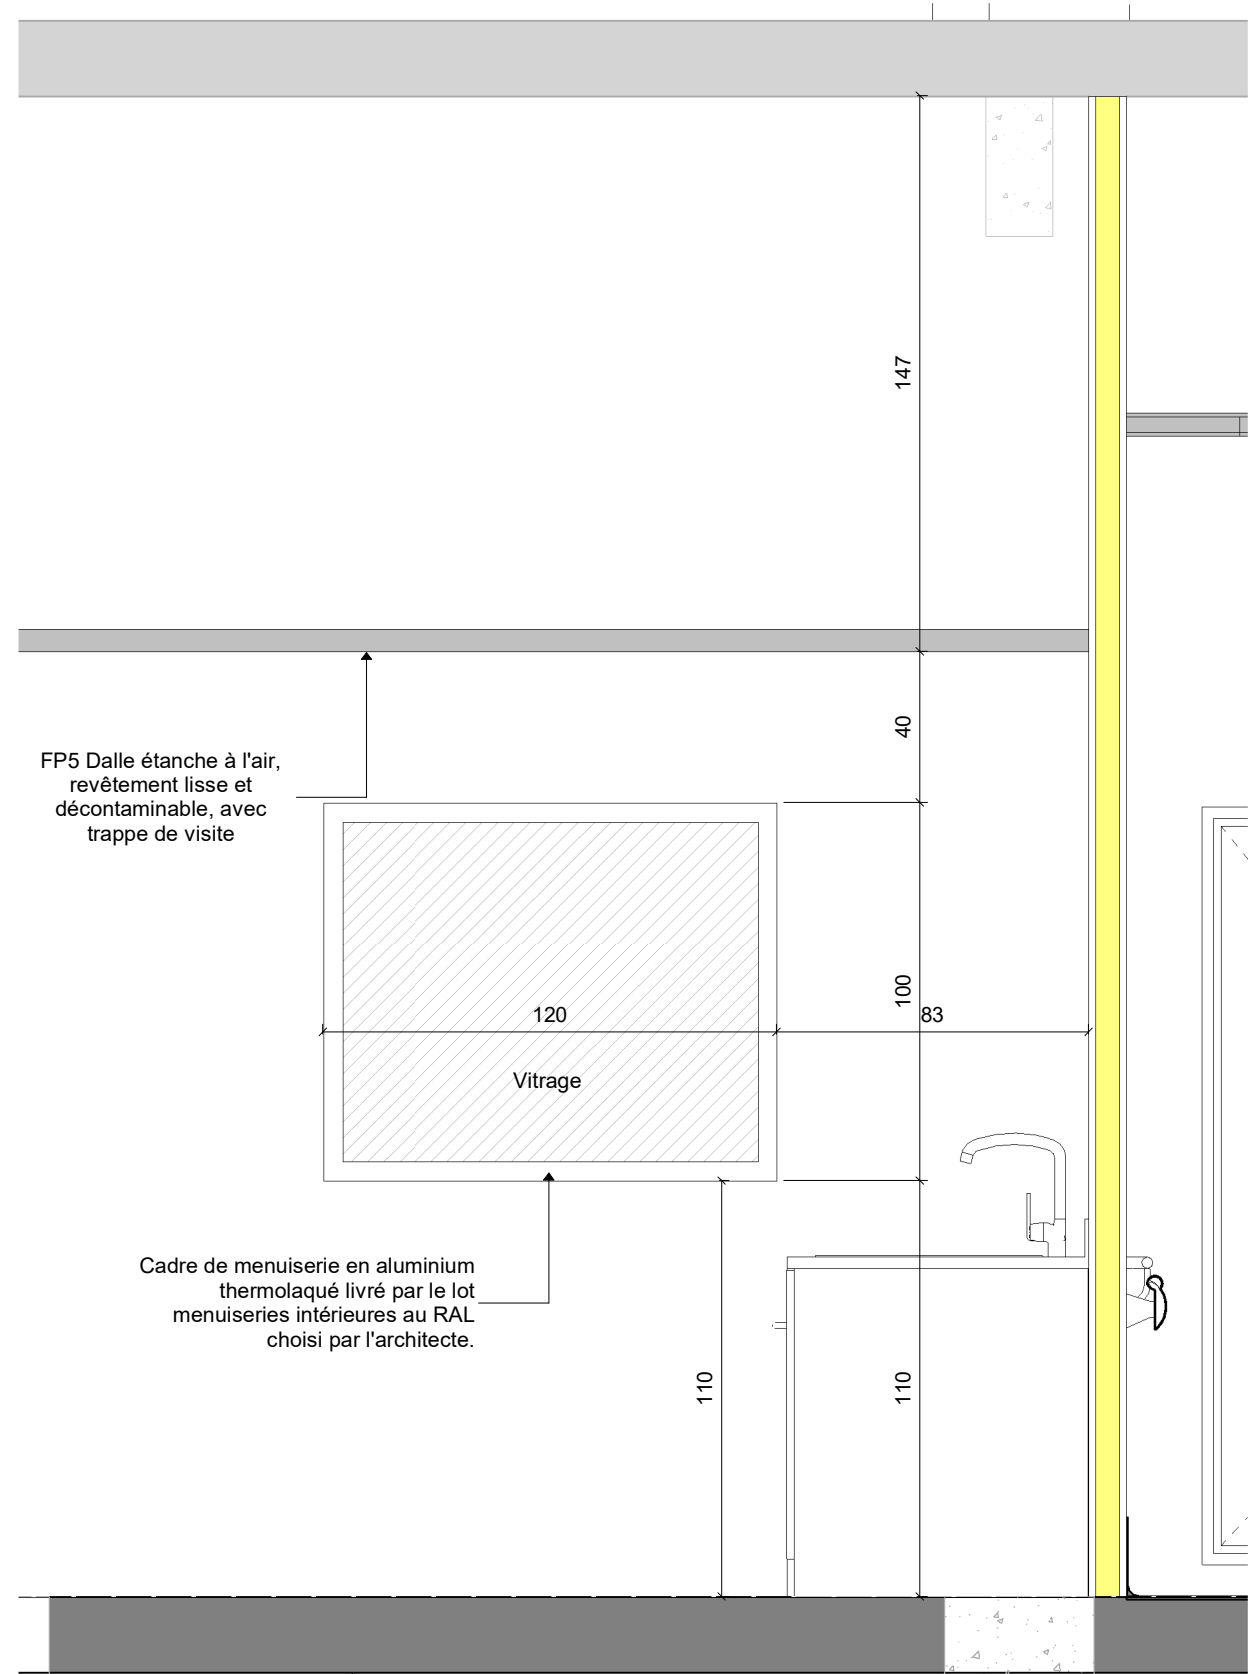 147
40
FP5 Dalle étanche à l'air,
revêtement lisse et
décontaminable, avec
trappe de visite
100
120
83
Vitrage
Cadre de menuiserie en aluminium
thermolaqué livré par le lot
menuiseries intérieures au RAL
choisi par l'architecte.
110
110